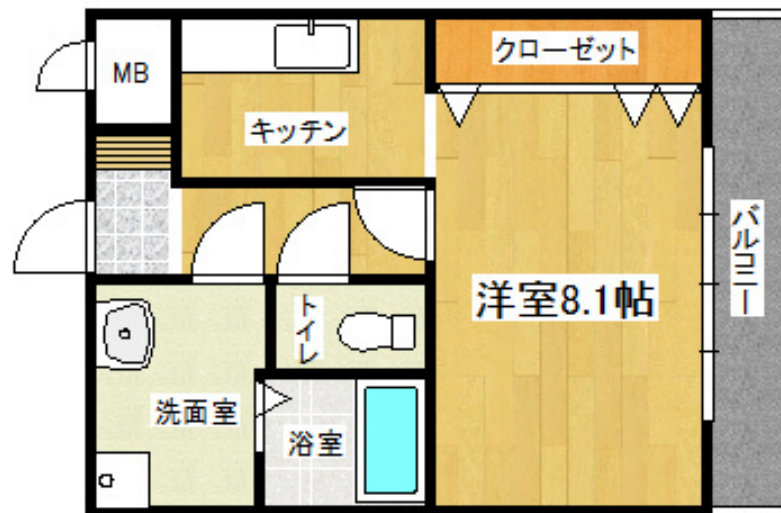 MB
クローゼット
キッチン
バルコニー
洋室8.1帖
トイレ
洗面室
浴室